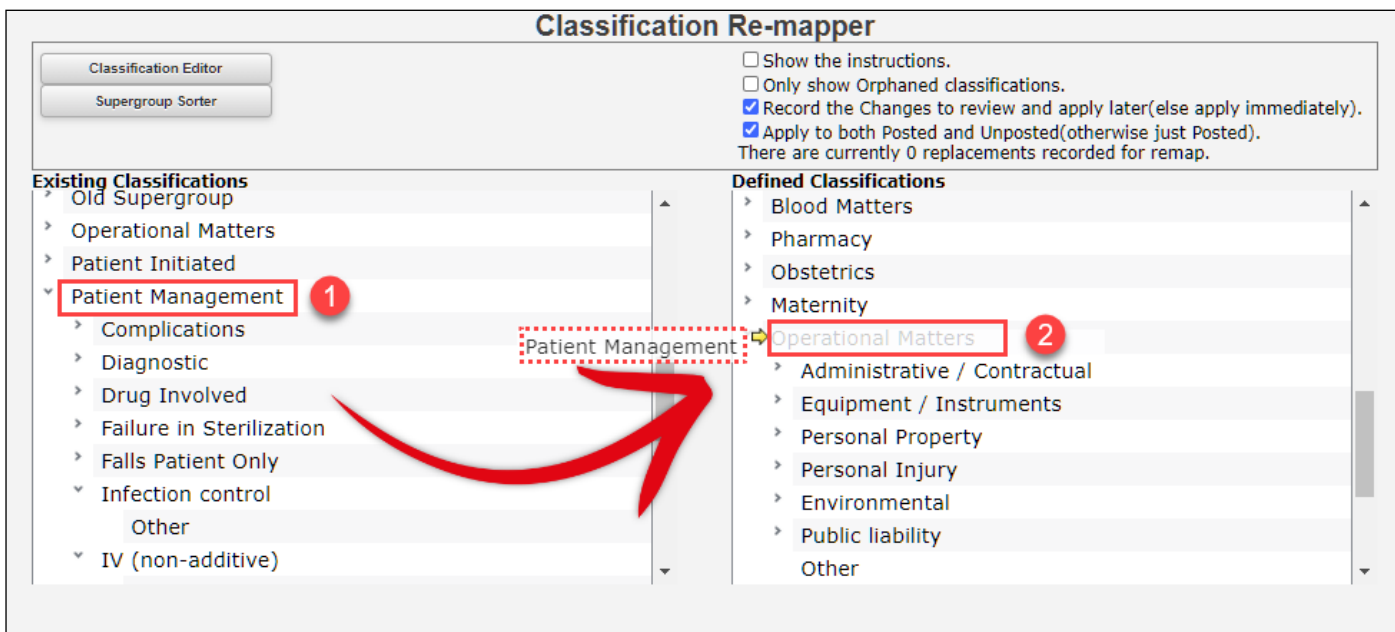 Classification Re-mapper
Classification Editor
Supergroup Sorter
Show the instructions.
Only show Orphaned classifications.
Record the Changes to review and apply later(else apply immediately).
Apply to both Posted and Unposted(otherwise just Posted).
There are currently 0 replacements recorded for remap.
Existing Classifications
Old Supergroup
Operational Matters
Patient Initiated
Patient Management
1
Complications
Diagnostic
Drug Involved
Failure in Sterilization
Falls Patient Only
Infection control
Other
IV (non-additive)
Patient Management
Defined Classifications
Blood Matters
Pharmacy
Obstetrics
Maternity
Operational Matters
2
Administrative / Contractual
Equipment / Instruments
Personal Property
Personal Injury
Environmental
Public liability
Other